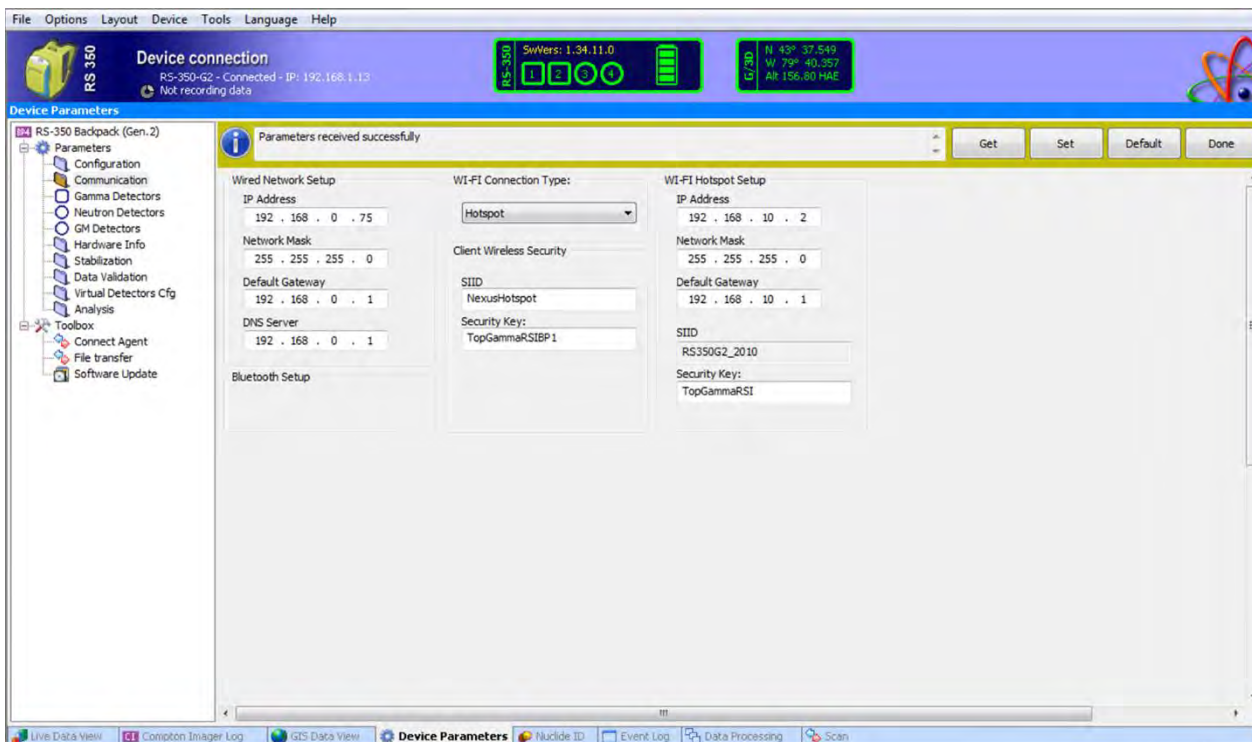 File Options Layout Device Tools Language Help
RS 350
Device connection
RS-350-G2 - Connected - IP: 192.168.1.13
Not recording data
RS-350
SwVers: 1.34.11.0
1 2 3 4
G/3D
N 43º 37.549
W 79º 40.357
Alt 156.80 HAE
Device Parameters
RS-350 Backpack (Gen.2)
Parameters
Configuration
Communication
Gamma Detectors
Neutron Detectors
GM Detectors
Hardware Info
Stabilization
Data Validation
Virtual Detectors Cfg
Analysis
Toolbox
Connect Agent
File transfer
Software Update
Parameters received successfully
Get Set Default Done
Wired Network Setup
IP Address
192 . 168 . 0 . 75
Network Mask
255 . 255 . 255 . 0
Default Gateway
192 . 168 . 0 . 1
DNS Server
192 . 168 . 0 . 1
Bluetooth Setup
WI-FI Connection Type:
Hotspot
Client Wireless Security
SIID
NexusHotspot
Security Key:
TopGammaRSIBP1
WI-FI Hotspot Setup
IP Address
192 . 168 . 10 . 2
Network Mask
255 . 255 . 255 . 0
Default Gateway
192 . 168 . 10 . 1
SIID
RS350G2_2010
Security Key:
TopGammaRSI
Live Data View CI Compton Imager Log GIS Data View Device Parameters Nuclide ID Event Log Data Processing Scan